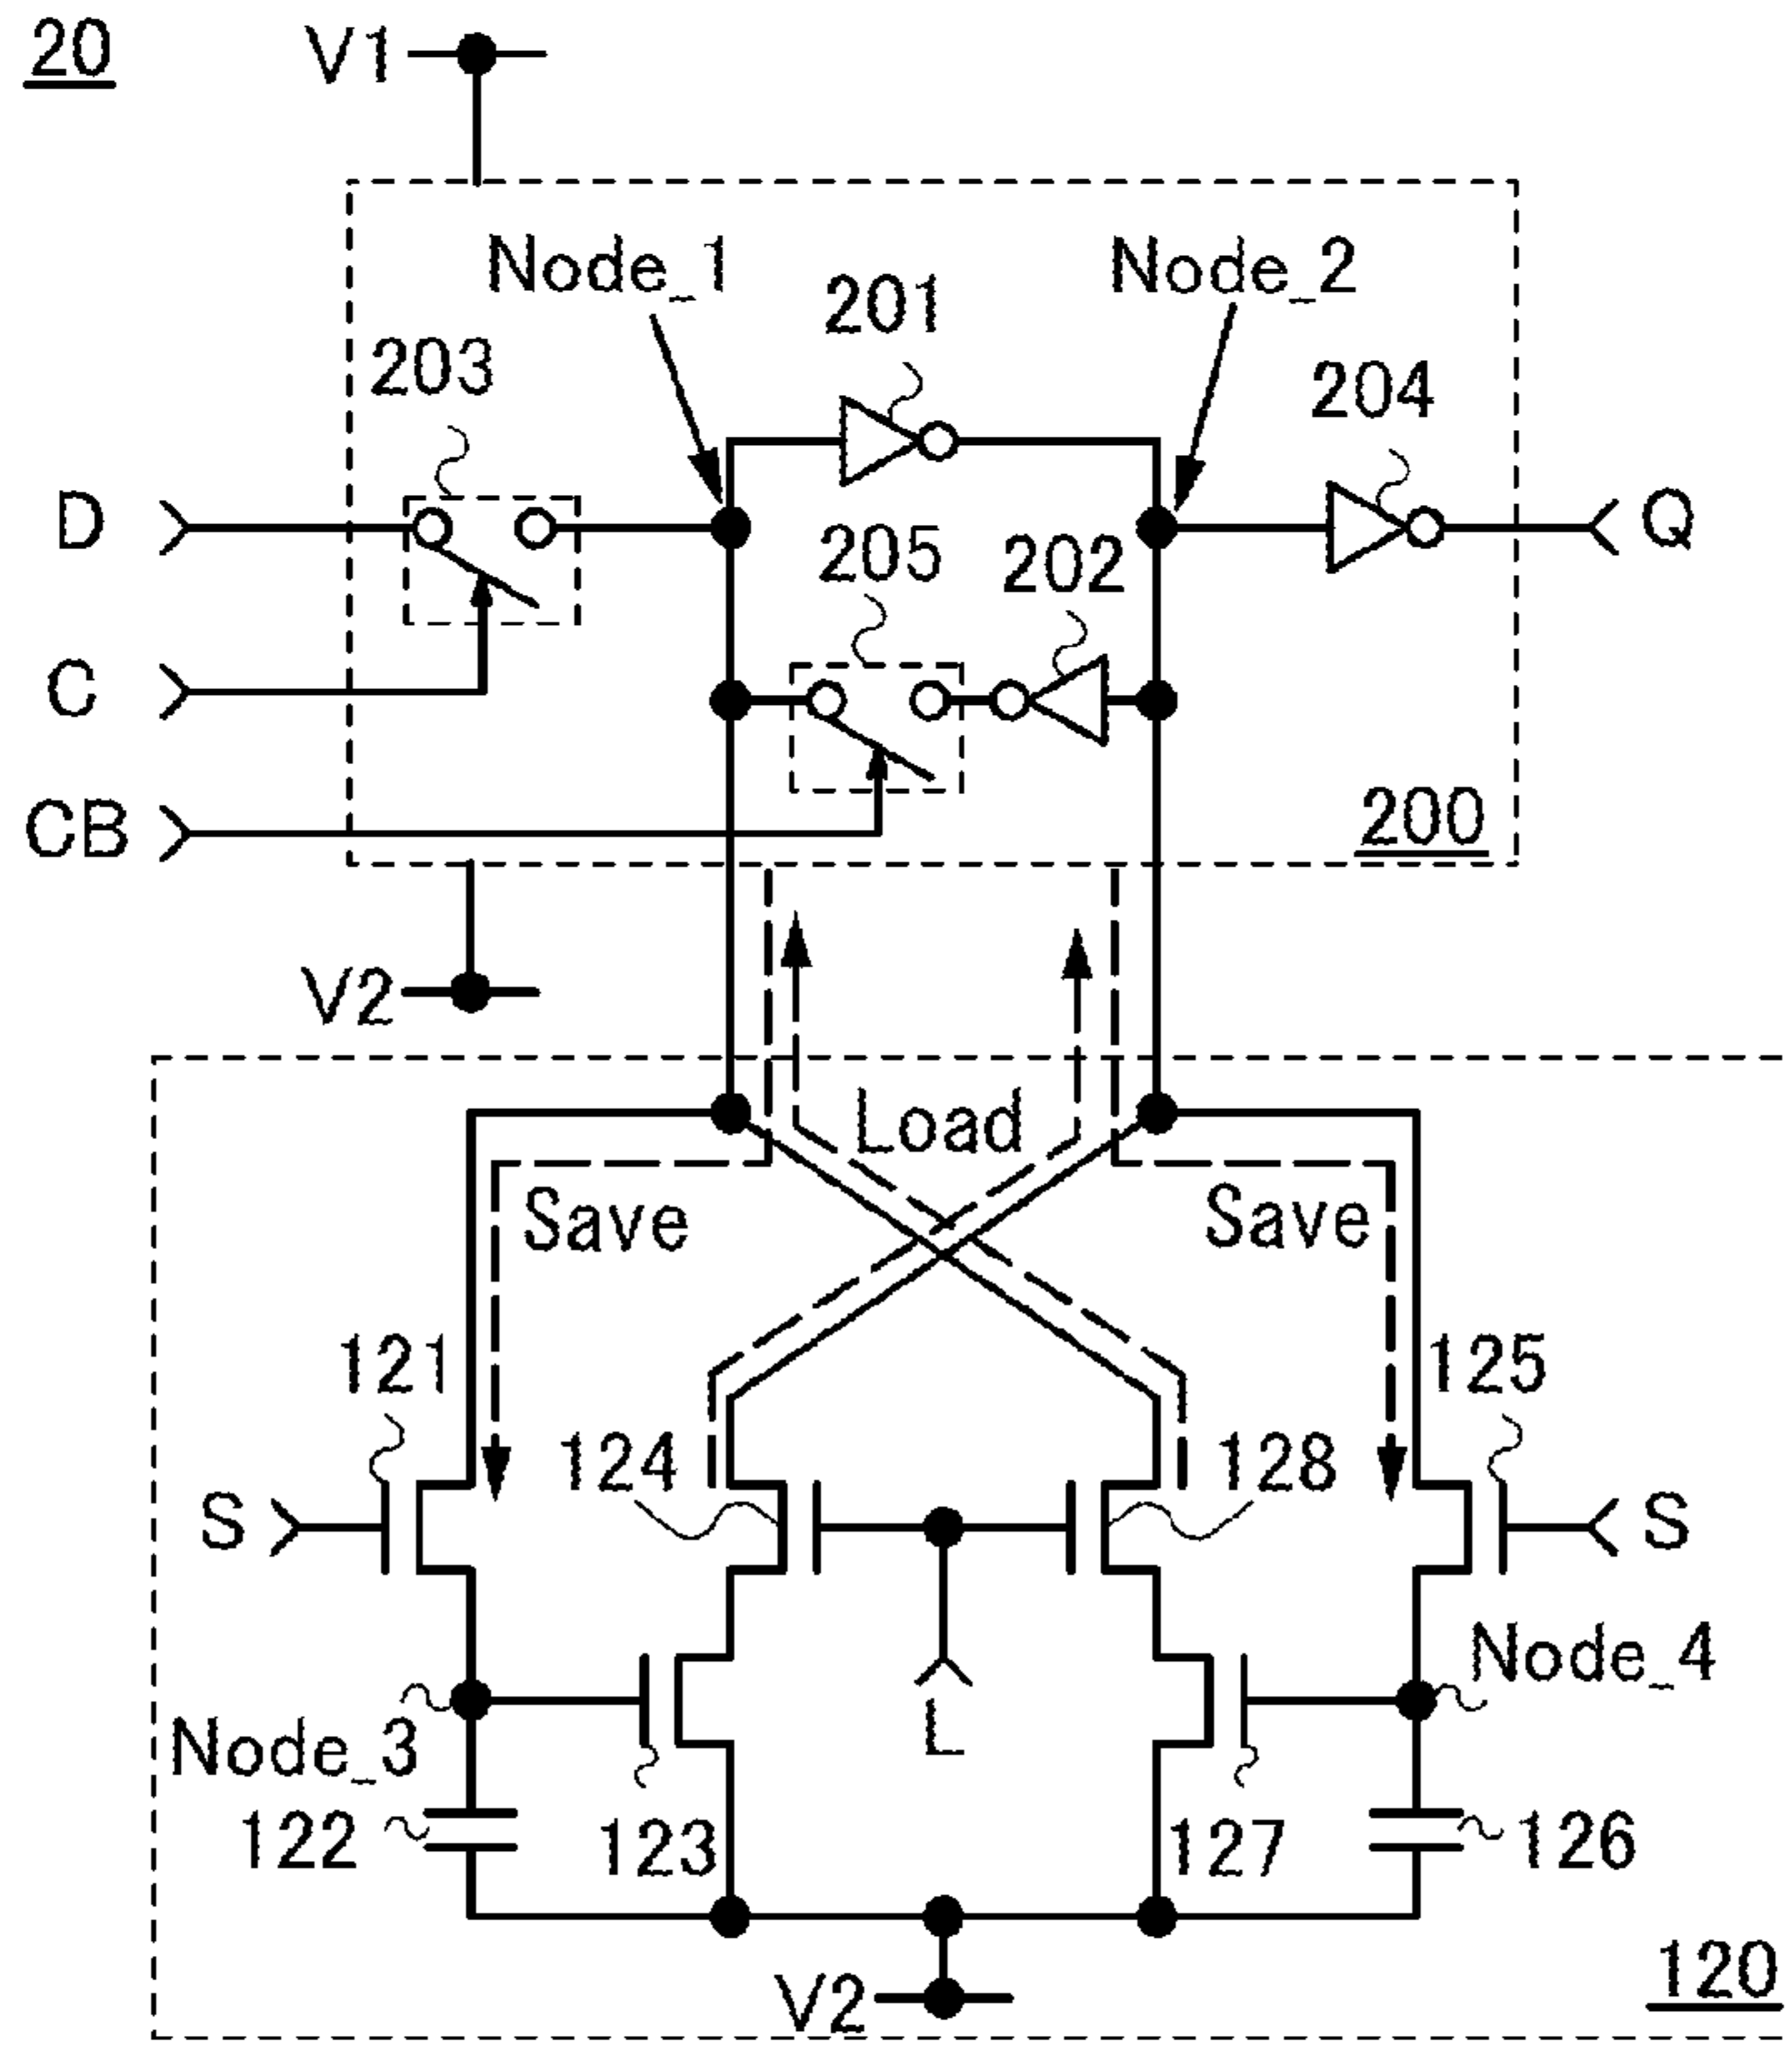 20
V1
Node_1
201
Node_2
203
204
D
Q
205
202
C
CB
200
V2
Load
Save
Save
121
125
124
128
S
S
Node_4
L
Node_3
122
123
127
126
V2
120